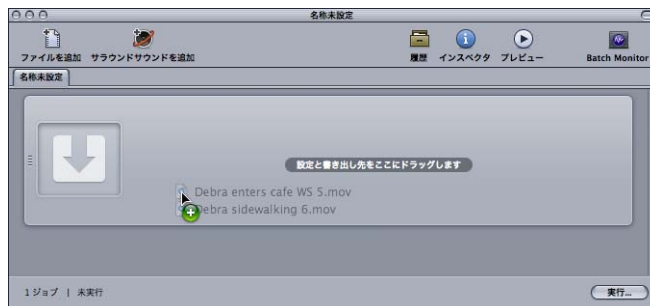 名称未設定
ファイルを追加 サラウンドサウンドを追加 履歴 インスペクタ プレビュー Batch Monitor
名称未設定
設定と書き出し先をここにドラッグします
Debra enters cafe WS 5.mov
Debra sidewalking 6.mov
1 ジョブ | 未実行 実行...